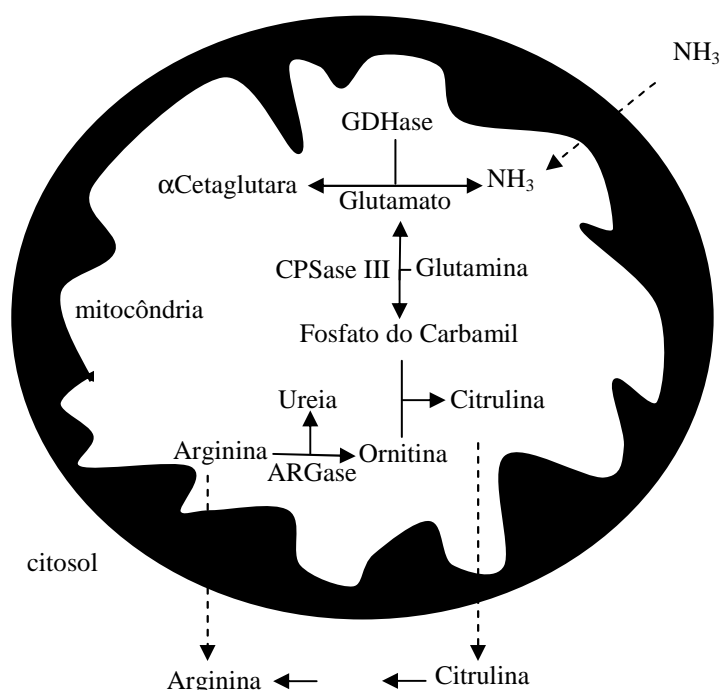 NH₃
GDHase
αCetaglutara
NH₃
Glutamato
CPSase III
Glutamina
mitocôndria
Fosfato do Carbamil
Ureia
Citrulina
Arginina
Ornitina
ARGase
citosol
Arginina
Citrulina